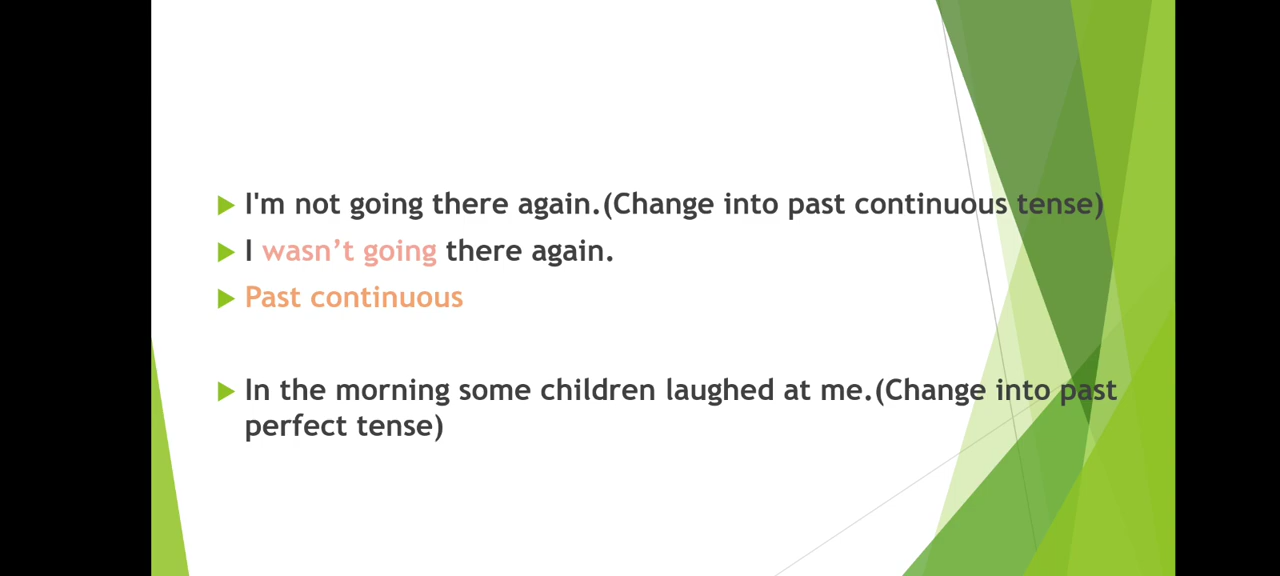 I'm not going there again.(Change into past continuous tense)
I wasn’t going there again.
Past continuous
In the morning some children laughed at me.(Change into past
perfect tense)